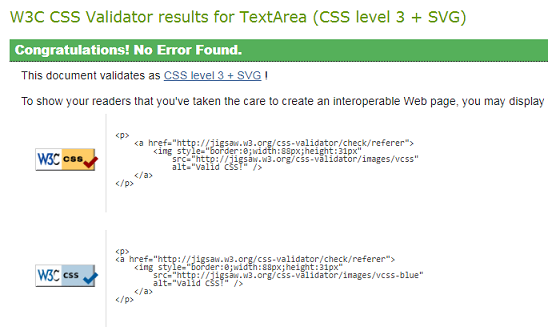 W3C CSS Validator results for TextArea (CSS level 3 + SVG)
Congratulations! No Error Found.
This document validates as CSS level 3 + SVG !
To show your readers that you've taken the care to create an interoperable Web page, you may display
<p>
<a href="http://jigsaw.w3.org/css-validator/check/referer">
<img style="border:0;width:88px;height:31px"
src="http://jigsaw.w3.org/css-validator/images/vcss"
alt="Valid CSS!" />
</a>
</p>
W3C css
<p>
<a href="http://jigsaw.w3.org/css-validator/check/referer">
<img style="border:0;width:88px;height:31px"
src="http://jigsaw.w3.org/css-validator/images/vcss-blue"
alt="Valid CSS!" />
</a>
</p>
W3C css